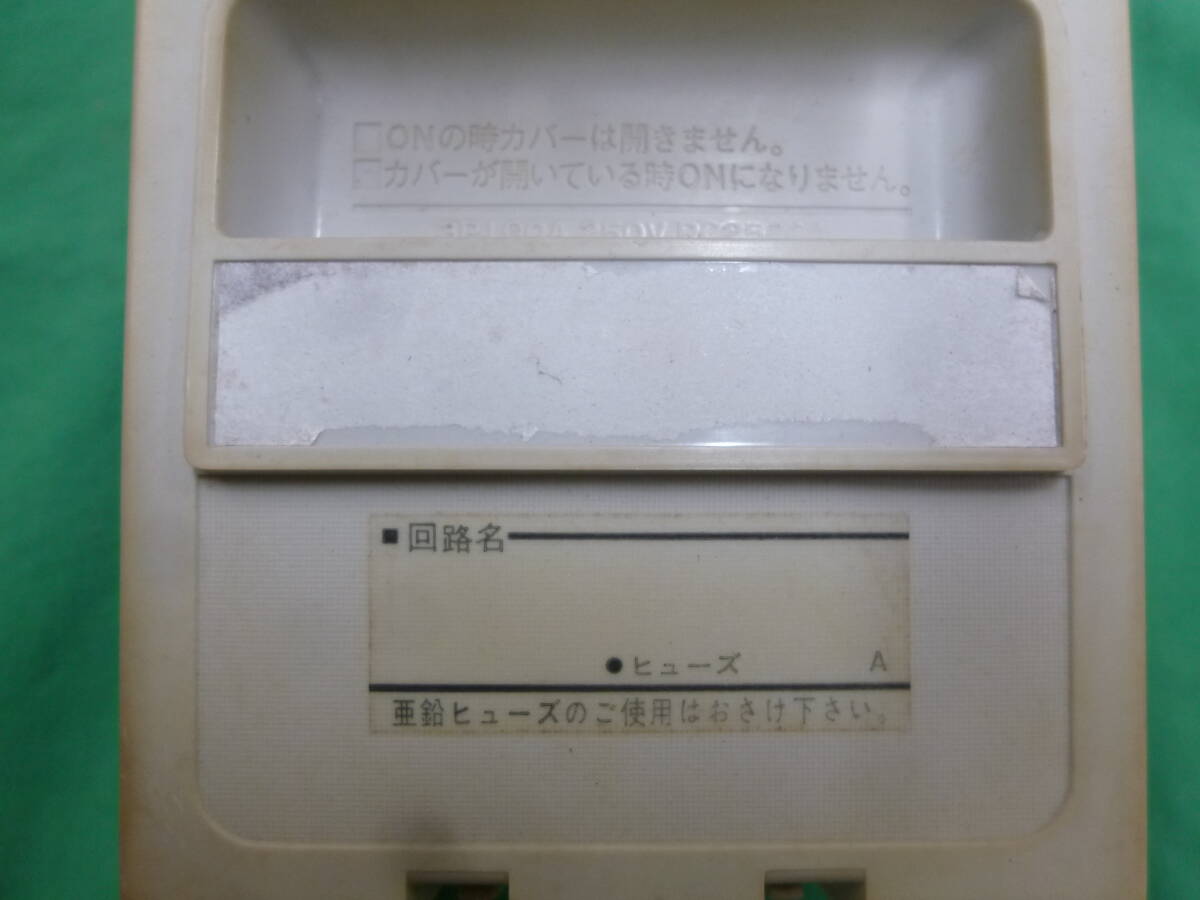 □ONの時カバーは開きません。
□カバーが開いている時ONになりません。
■回路名
●ヒューズ A
亜鉛ヒューズのご使用はおさけ下さい。